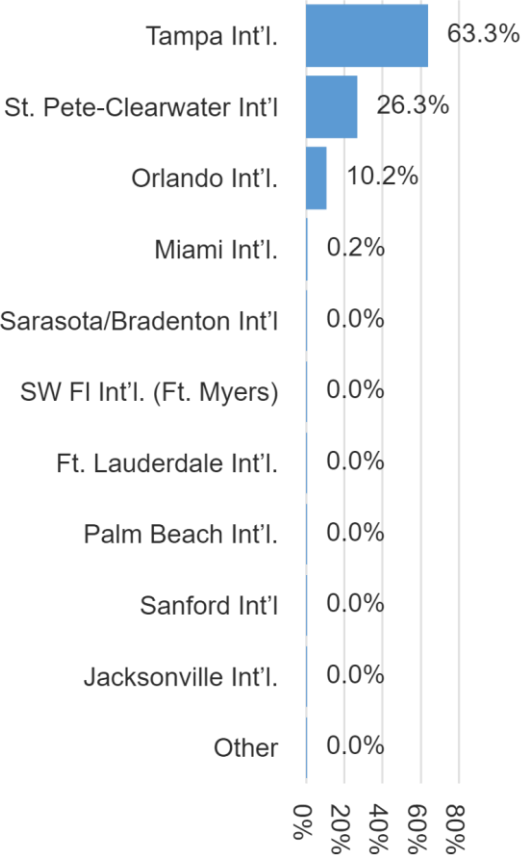 Tampa Int'l. 63.3%
St. Pete-Clearwater Int'l 26.3%
Orlando Int'l. 10.2%
Miami Int'l. 0.2%
Sarasota/Bradenton Int'l 0.0%
SW Fl Int'l. (Ft. Myers) 0.0%
Ft. Lauderdale Int'l. 0.0%
Palm Beach Int'l. 0.0%
Sanford Int'l 0.0%
Jacksonville Int'l. 0.0%
Other 0.0%
0% 20% 40% 60% 80%